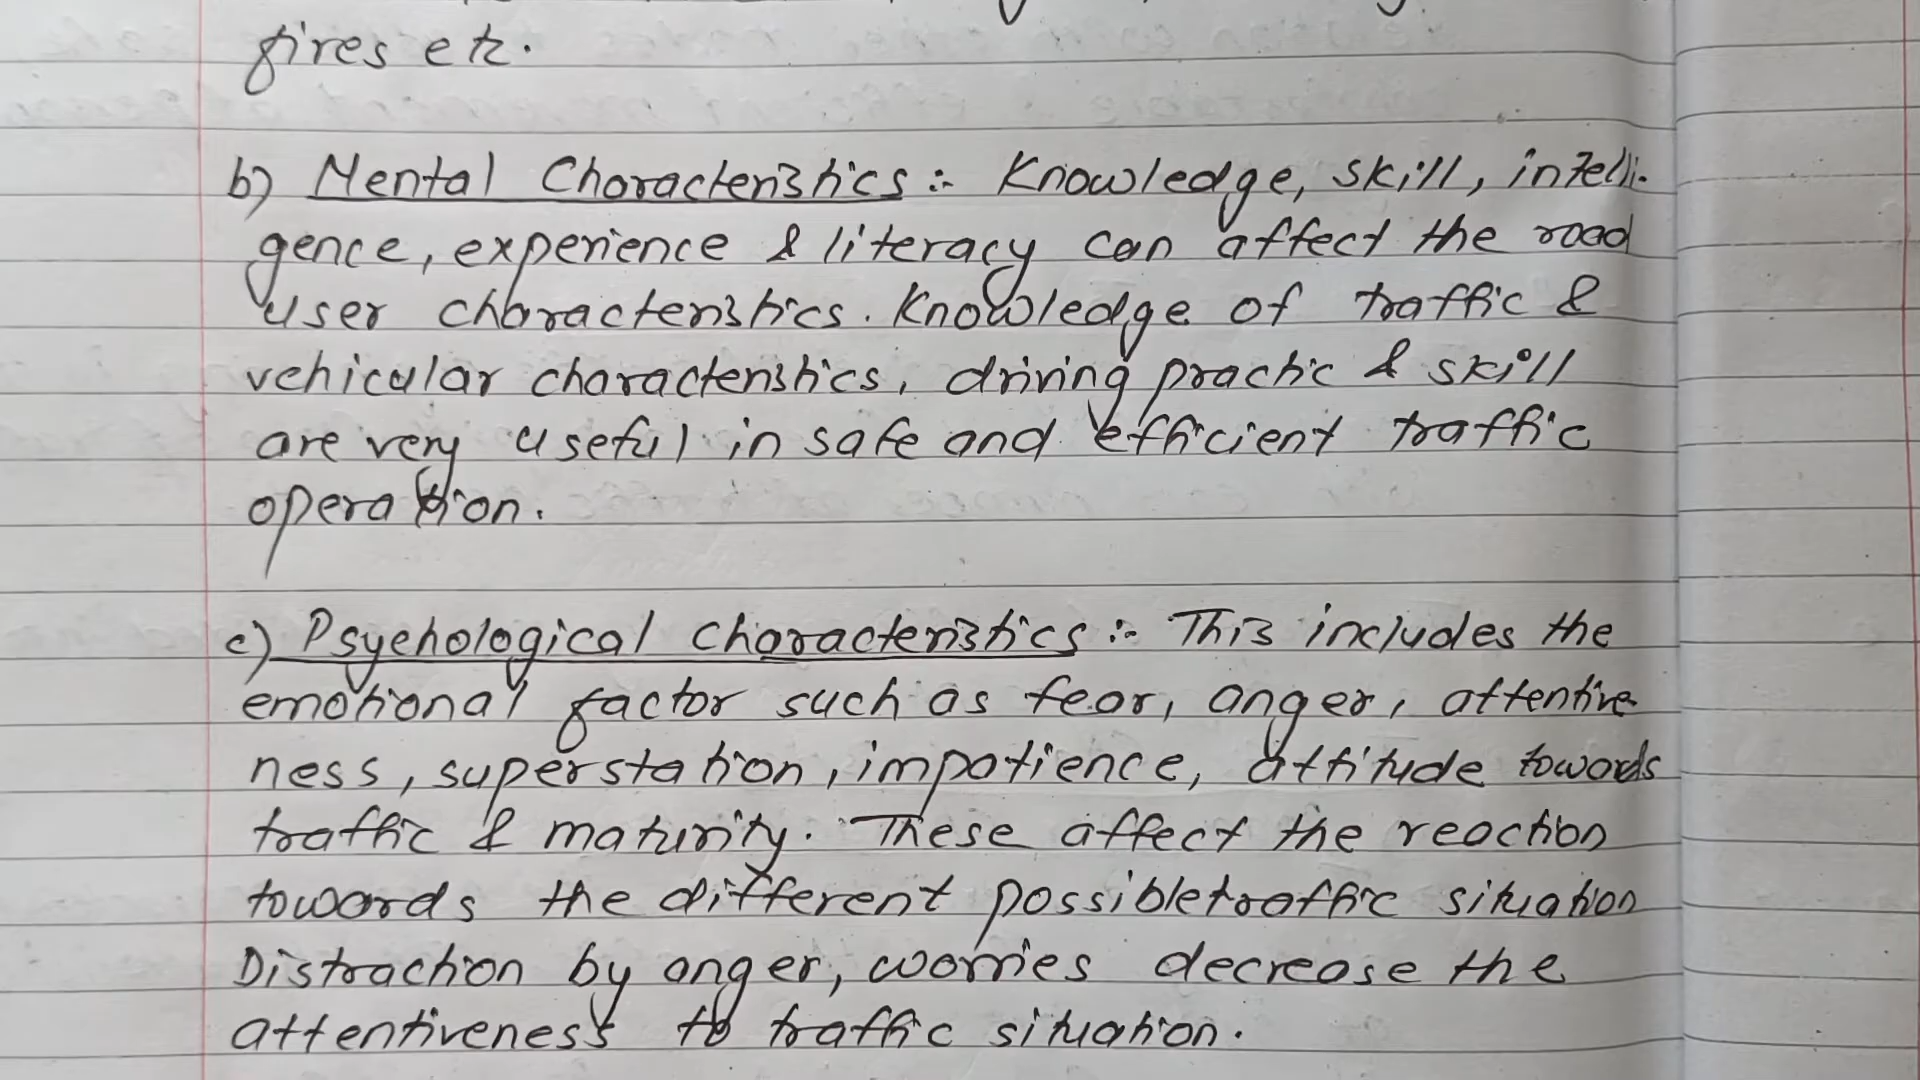 fires etc.
b) Mental Characteristics :- Knowledge, skill, intelli-
gence, experience & literacy can affect the road
user characteristics. Knowledge of traffic &
vehicular characteristics, driving practic & skill
are very useful in safe and efficient traffic
operation.
c) Psychological characteristics :- This includes the
emotional factor such as fear, anger, attentive
ness, superstation, impatience, attitude towards
traffic & maturity. These affect the reaction
towards the different possible traffic situation
Distraction by anger, worries decrease the
attentiveness to traffic situation.